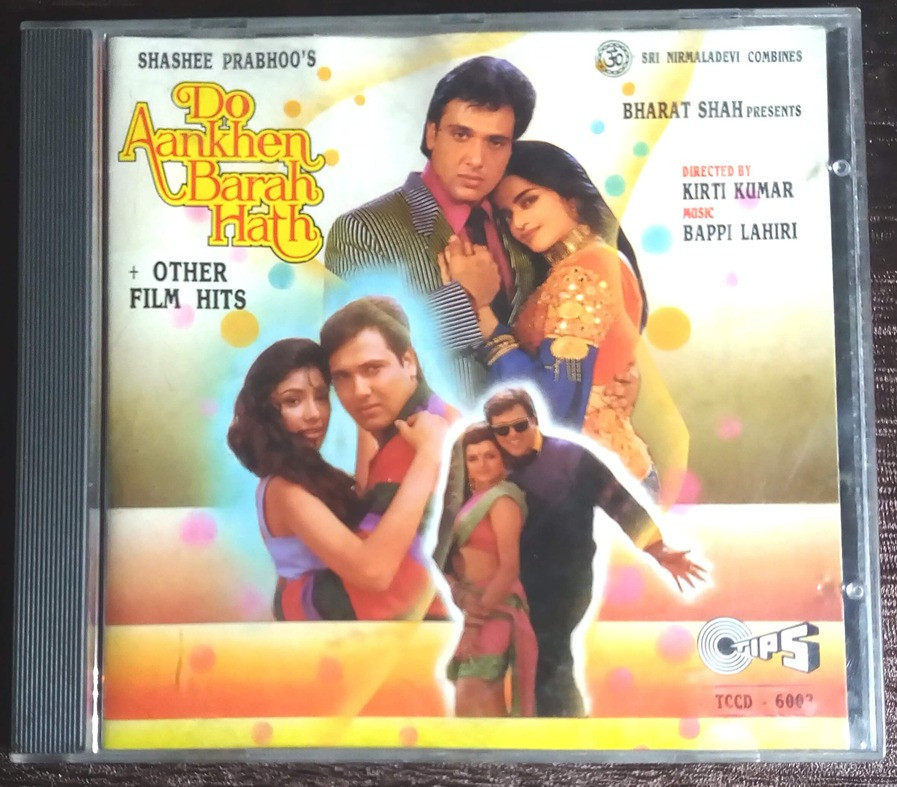 SHASHEE PRABHOO'S
Do
Aankhen
Barah
Hath
+ OTHER
FILM HITS
ॐ
SRI NIRMALADEVI COMBINES
BHARAT SHAH PRESENTS
DIRECTED BY
KIRTI KUMAR
MUSIC
BAPPI LAHIRI
TIPS
TCCD -